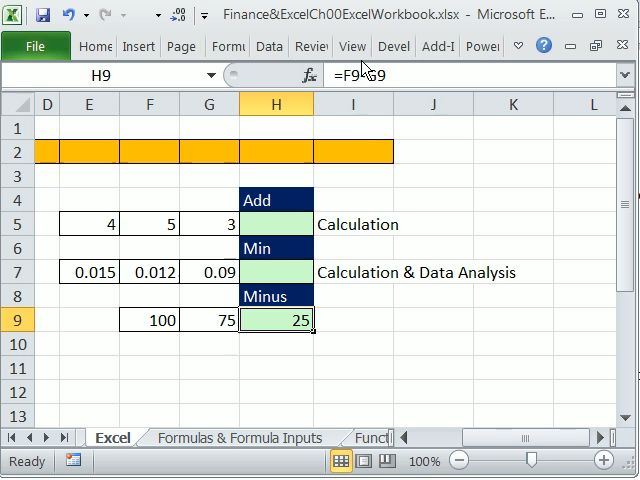 Finance&ExcelCh00ExcelWorkbook.xlsx - Microsoft E...
File Home Insert Page Form Data Revie View Devel Add-I Power
H9 fx =F9-G9
D E F G H I J K L
1
2
3
4 Add
5 4 5 3 Calculation
6 Min
7 0.015 0.012 0.09 Calculation & Data Analysis
8 Minus
9 100 75 25
10
11
12
13
Excel Formulas & Formula Inputs Functi
Ready 100%